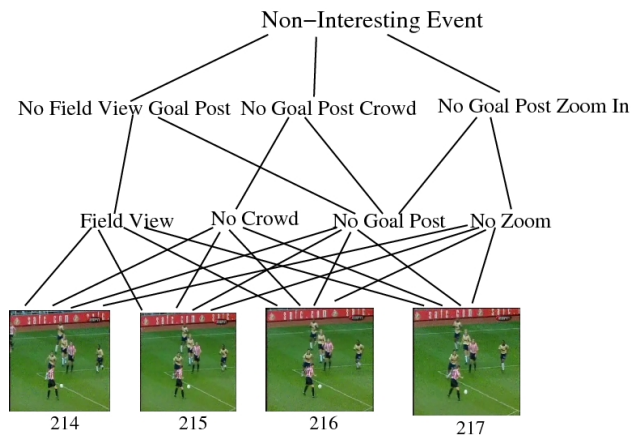 Non-Interesting Event
No Field View Goal Post No Goal Post Crowd No Goal Post Zoom In
Field View No Crowd No Goal Post No Zoom
214 215 216 217